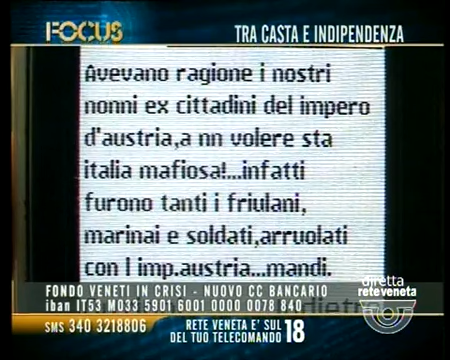 FOCUS
TRA CASTA E INDIPENDENZA
Avevano ragione i nostri
nonni ex cittadini del impero
d'austria,a nn volere sta
italia mafiosa!...infatti
furono tanti i friulani,
marinai e soldati,arruolati
con l imp.austria...mandi.
dietro
diretta
reteveneta
FONDO VENETI IN CRISI - NUOVO CC BANCARIO
iban IT53 M033 5901 6001 0000 0078 840
SMS 340 3218806
RETE VENETA E' SUL
DEL TUO TELECOMANDO 18